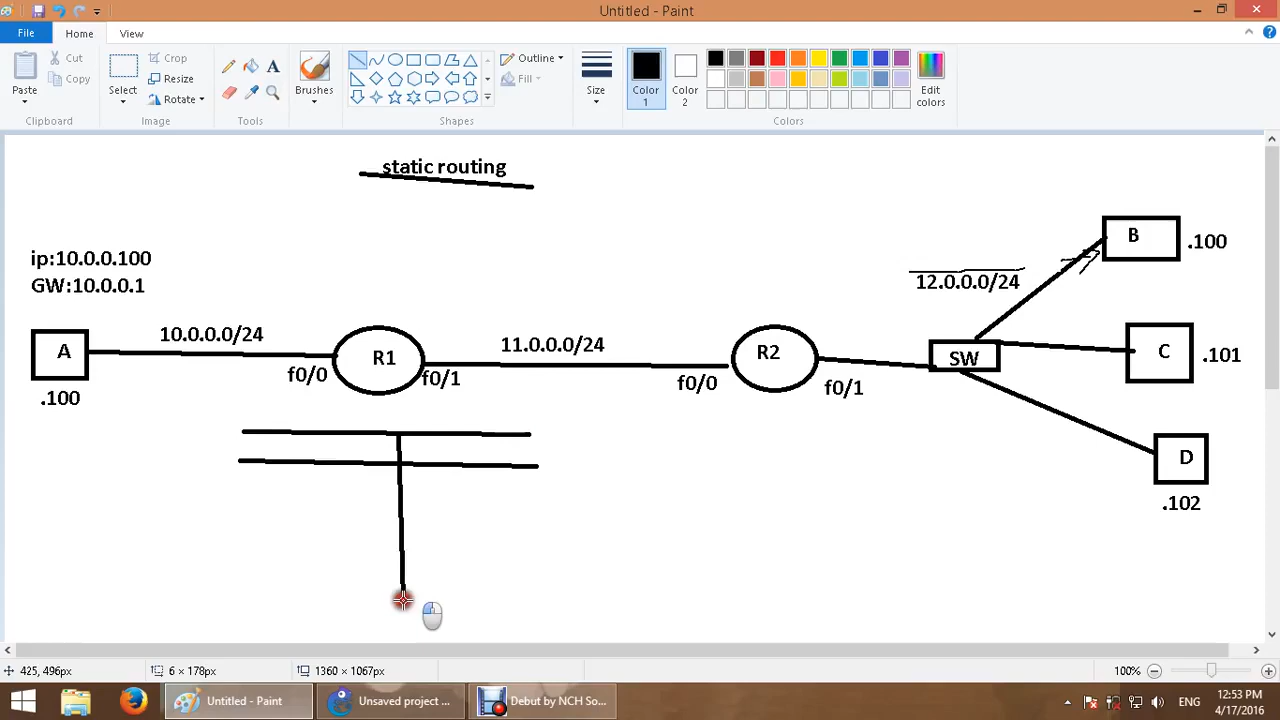 Untitled - Paint
File Home View
Paste Cut Copy Clipboard
Select Crop Resize Rotate Image
Tools
Brushes
Outline Fill Shapes
Size
Color 1 Color 2 Edit colors Colors
static routing
ip:10.0.0.100
GW:10.0.0.1
B .100
12.0.0.0/24
10.0.0.0/24
11.0.0.0/24
A R1 R2 SW C .101
f0/0 f0/1 f0/0 f0/1
.100
D
.102
425, 496px 6 × 178px 1360 × 1067px 100%
Untitled - Paint Unsaved project ... Debut by NCH So... ENG 12:53 PM
4/17/2016